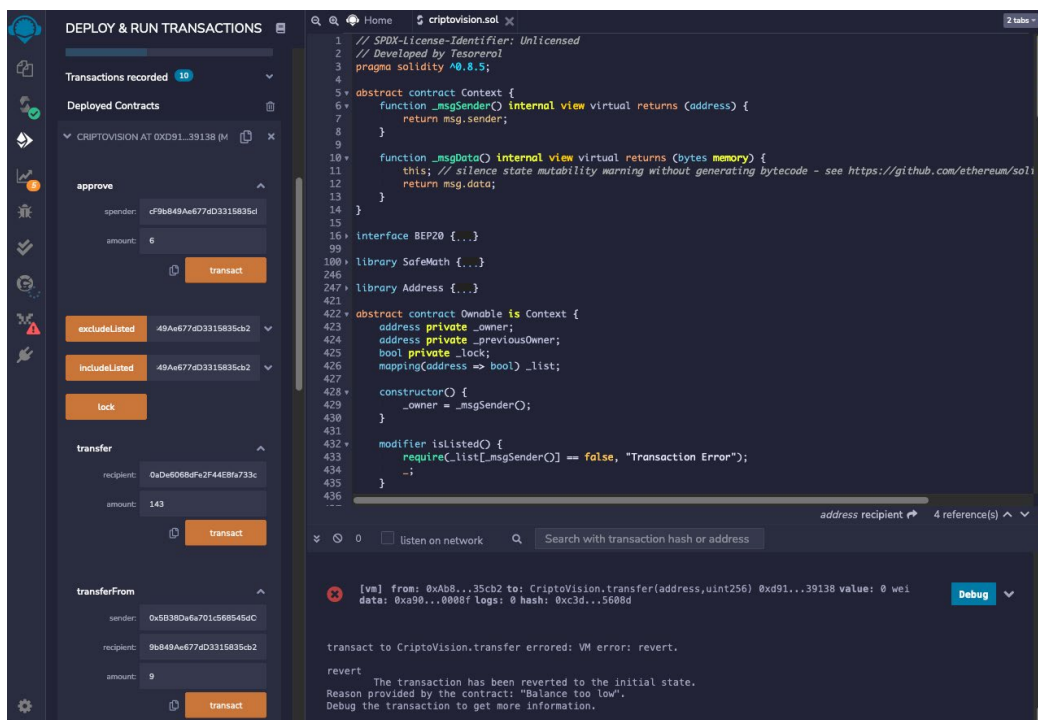 DEPLOY & RUN TRANSACTIONS
Transactions recorded 10
Deployed Contracts
CRIPTOVISION AT 0XD91...39138 (M
approve
spender: cF9b849Ae677dD3315835cl
amount: 6
transact
excludeListed :49Ae677dD3315835cb2
includeListed :49Ae677dD3315835cb2
lock
transfer
recipient: 0aDe6068dFe2F44E8fa733c
amount: 143
transact
transferFrom
sender: 0x5B38Da6a701c568545dC
recipient: 9b849Ae677dD3315835cb2
amount: 9
transact
Home criptovision.sol
2 tabs
1 // SPDX-License-Identifier: Unlicensed
2 // Developed by Tesorerol
3 pragma solidity ^0.8.5;
4
5 abstract contract Context {
6 function _msgSender() internal view virtual returns (address) {
7 return msg.sender;
8 }
9
10 function _msgData() internal view virtual returns (bytes memory) {
11 this; // silence state mutability warning without generating bytecode - see https://github.com/ethereum/soli
12 return msg.data;
13 }
14 }
15
16 interface BEP20 {...}
99
100 library SafeMath {...}
246
247 library Address {...}
421
422 abstract contract Ownable is Context {
423 address private _owner;
424 address private _previousOwner;
425 bool private _lock;
426 mapping(address => bool) _list;
427
428 constructor() {
429 _owner = _msgSender();
430 }
431
432 modifier isListed() {
433 require(_list[_msgSender()] == false, "Transaction Error");
434 _;
435 }
436
address recipient 4 reference(s)
0 listen on network Search with transaction hash or address
[vm] from: 0xAb8...35cb2 to: CriptoVision.transfer(address,uint256) 0xd91...39138 value: 0 wei
data: 0xa90...0008f logs: 0 hash: 0xc3d...5608d
Debug
transact to CriptoVision.transfer errored: VM error: revert.
revert
The transaction has been reverted to the initial state.
Reason provided by the contract: "Balance too low".
Debug the transaction to get more information.